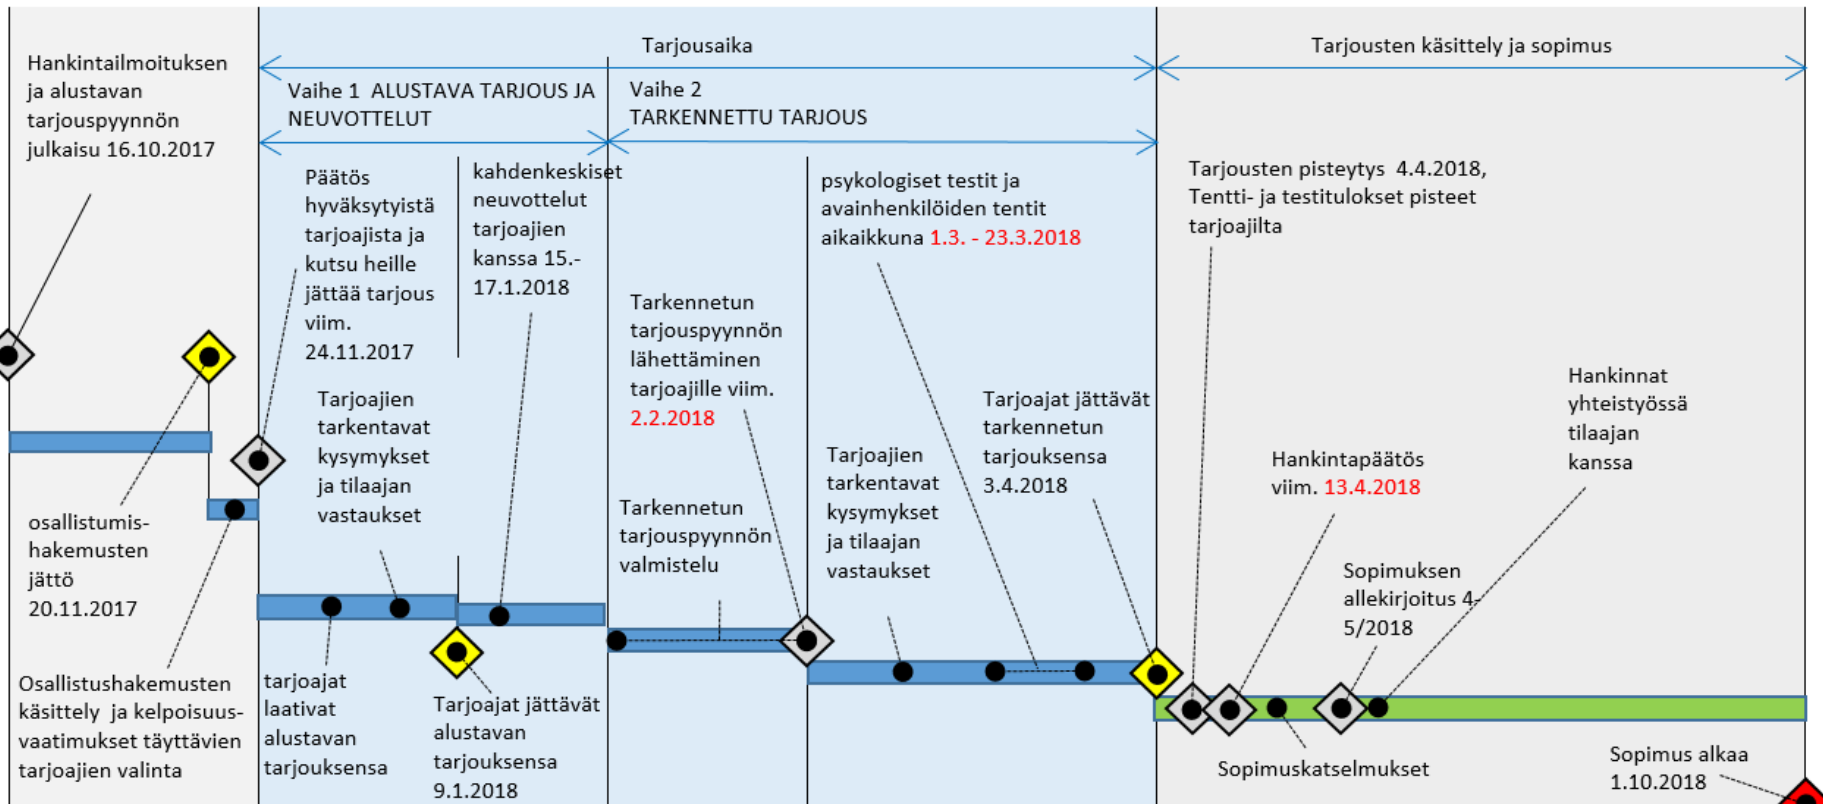 Hankintailmoituksen
ja alustavan
tarjouspyynnön
julkaisu 16.10.2017
osallistumis-
hakemusten
jättö
20.11.2017
Osallistushakemusten
käsittely ja kelpoisuus-
vaatimukset täyttävien
tarjoajien valinta
Tarjousaika
Vaihe 1 ALUSTAVA TARJOUS JA
NEUVOTTELUT
Päätös
hyväksytyistä
tarjoajista ja
kutsu heille
jättää tarjous
viim.
24.11.2017
Tarjoajien
tarkentavat
kysymykset
ja tilaajan
vastaukset
tarjoajat
laativat
alustavan
tarjouksensa
kahdenkeskiset
neuvottelut
tarjoajien
kanssa 15.-
17.1.2018
Tarjoajat jättävät
alustavan
tarjouksensa
9.1.2018
Vaihe 2
TARKENNETTU TARJOUS
Tarkennetun
tarjouspyynnön
lähettäminen
tarjoajille viim.
2.2.2018
Tarkennetun
tarjouspyynnön
valmistelu
psykologiset testit ja
avainhenkilöiden tentit
aikaikkuna 1.3. - 23.3.2018
Tarjoajien
tarkentavat
kysymykset
ja tilaajan
vastaukset
Tarjoajat jättävät
tarkennetun
tarjouksensa
3.4.2018
Tarjousten käsittely ja sopimus
Tarjousten pisteytys 4.4.2018,
Tentti- ja testitulokset pisteet
tarjoajilta
Hankintapäätös
viim. 13.4.2018
Hankinnat
yhteistyössä
tilaajan
kanssa
Sopimuksen
allekirjoitus 4-
5/2018
Sopimuskatselmukset
Sopimus alkaa
1.10.2018